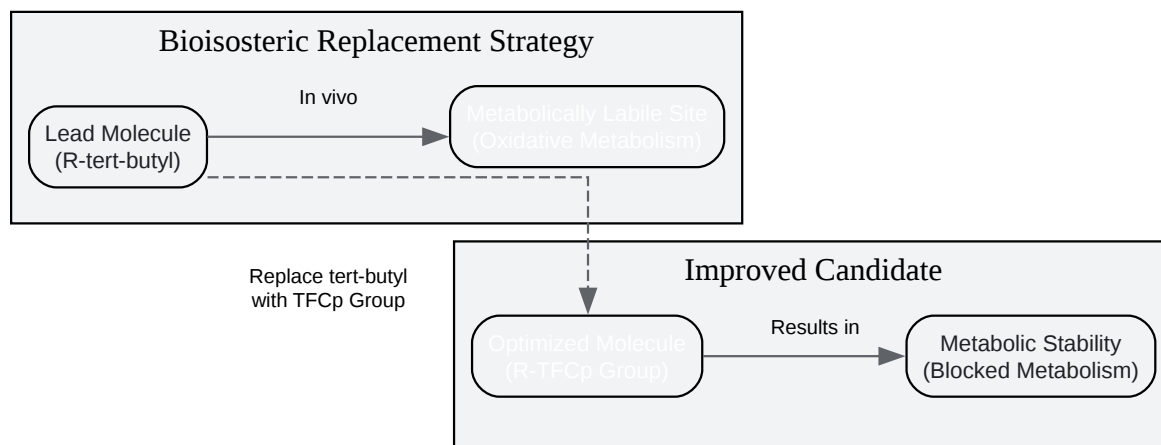 Bioisosteric Replacement Strategy
Lead Molecule
(R-tert-butyl)
In vivo
Metabolically Labile Site
(Oxidative Metabolism)
Replace tert-butyl
with TFCp Group
Improved Candidate
Optimized Molecule
(R-TFCp Group)
Results in
Metabolic Stability
(Blocked Metabolism)